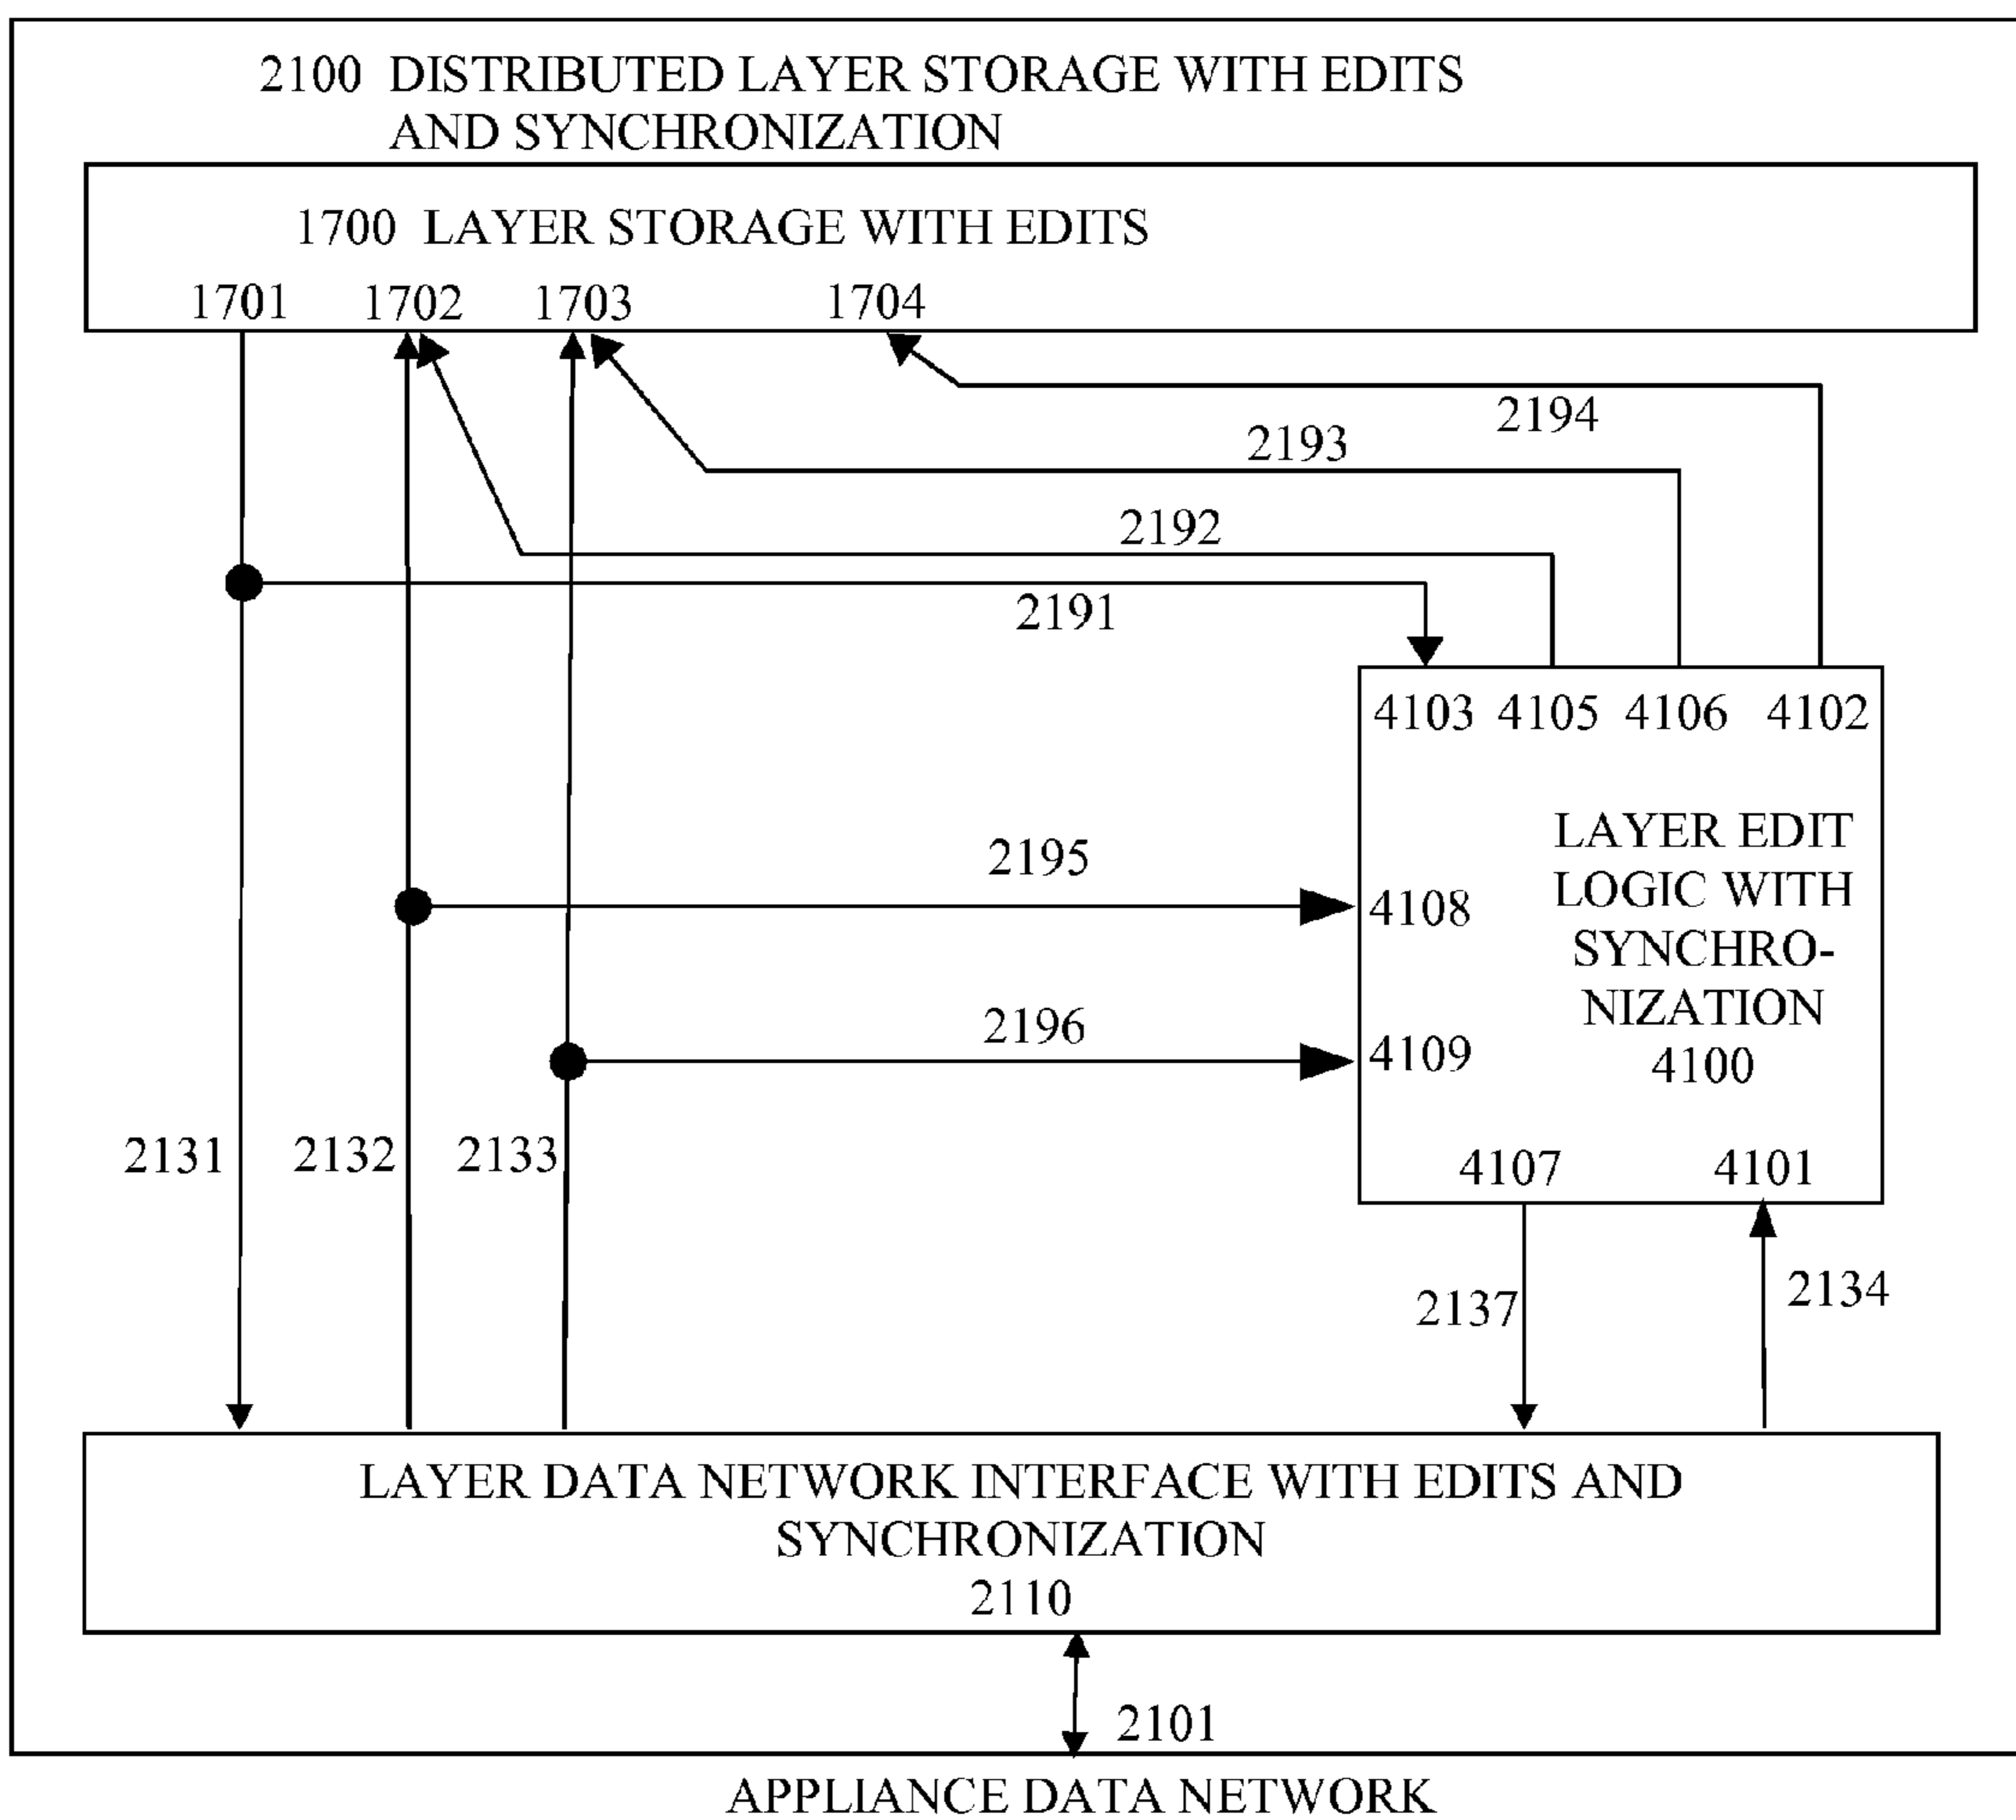 2100 DISTRIBUTED LAYER STORAGE WITH EDITS
AND SYNCHRONIZATION
1700 LAYER STORAGE WITH EDITS
1701 1702 1703 1704
2194
2193
2192
2191
4103 4105 4106 4102
LAYER EDIT
LOGIC WITH
SYNCHRO-
NIZATION
4100
2195
4108
2196
4109
2131 2132 2133
4107 4101
2137
2134
LAYER DATA NETWORK INTERFACE WITH EDITS AND
SYNCHRONIZATION
2110
2101
APPLIANCE DATA NETWORK